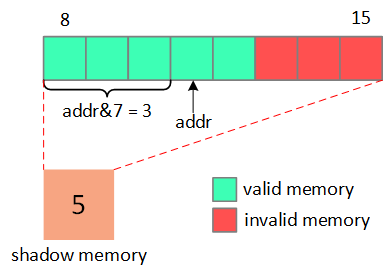 8 15
addr&7 = 3
addr
5
valid memory
invalid memory
shadow memory